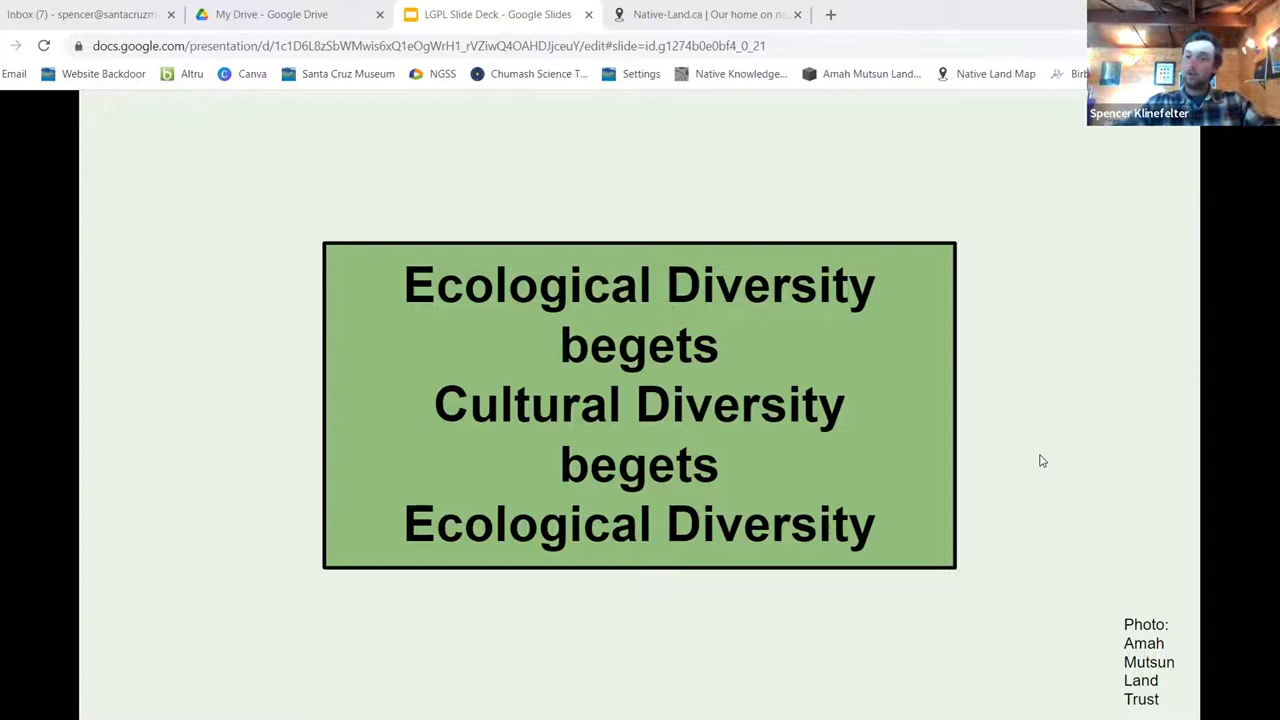 Inbox (7) - spencer@santacruzm
My Drive - Google Drive
LGPL Slide Deck - Google Slides
Native-Land.ca | Our home on na
docs.google.com/presentation/d/1c1D6L8zSbWMwis6xQ1eOgWrH1_rVZiwQ4OAHDJjceuY/edit#slide=id.g1274b0e0bf4_0_21
Email
Website Backdoor
Altru
Canva
Santa Cruz Museum
NGSS
Chumash Science T...
Settings
Native Knowledge...
Amah Mutsun Land...
Native Land Map
Birb
Spencer Klinefelter
Ecological Diversity
begets
Cultural Diversity
begets
Ecological Diversity
Photo:
Amah
Mutsun
Land
Trust